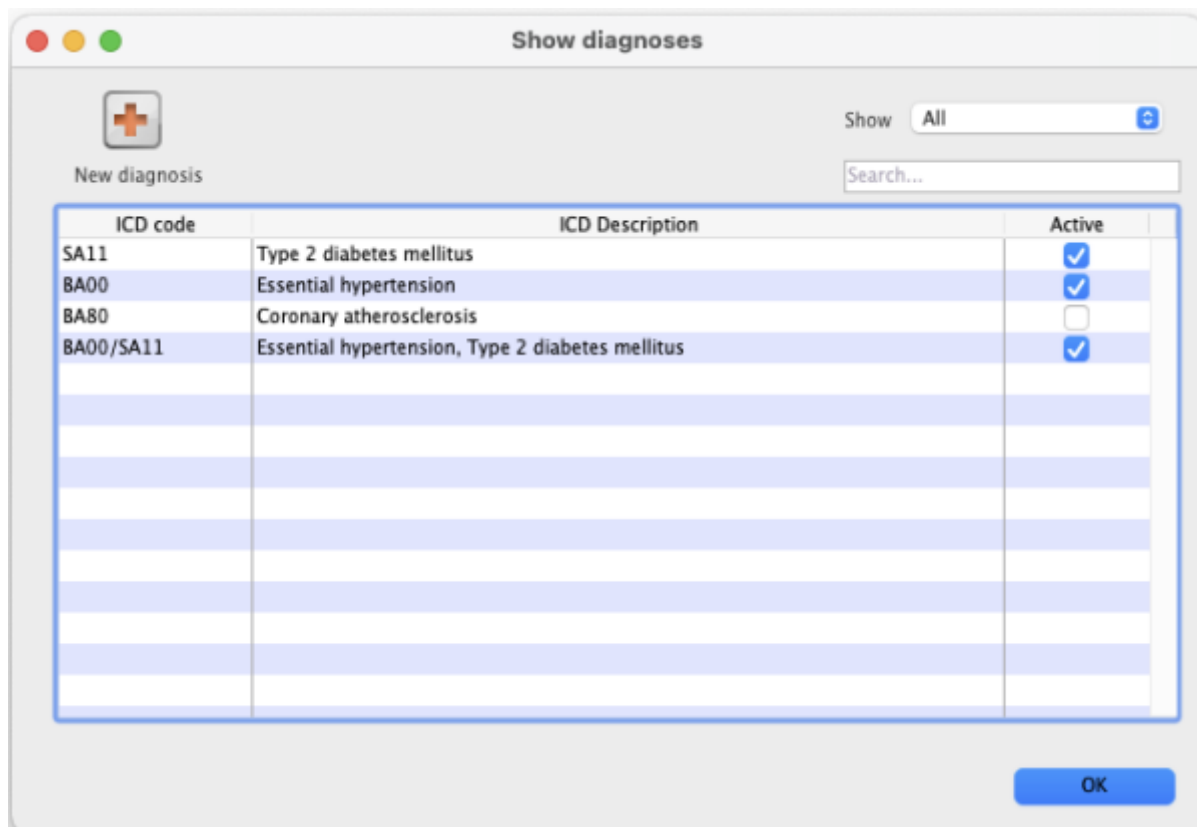 Show diagnoses
Show All
New diagnosis
Search...
ICD code ICD Description Active
SA11 Type 2 diabetes mellitus
BA00 Essential hypertension
BA80 Coronary atherosclerosis
BA00/SA11 Essential hypertension, Type 2 diabetes mellitus
OK